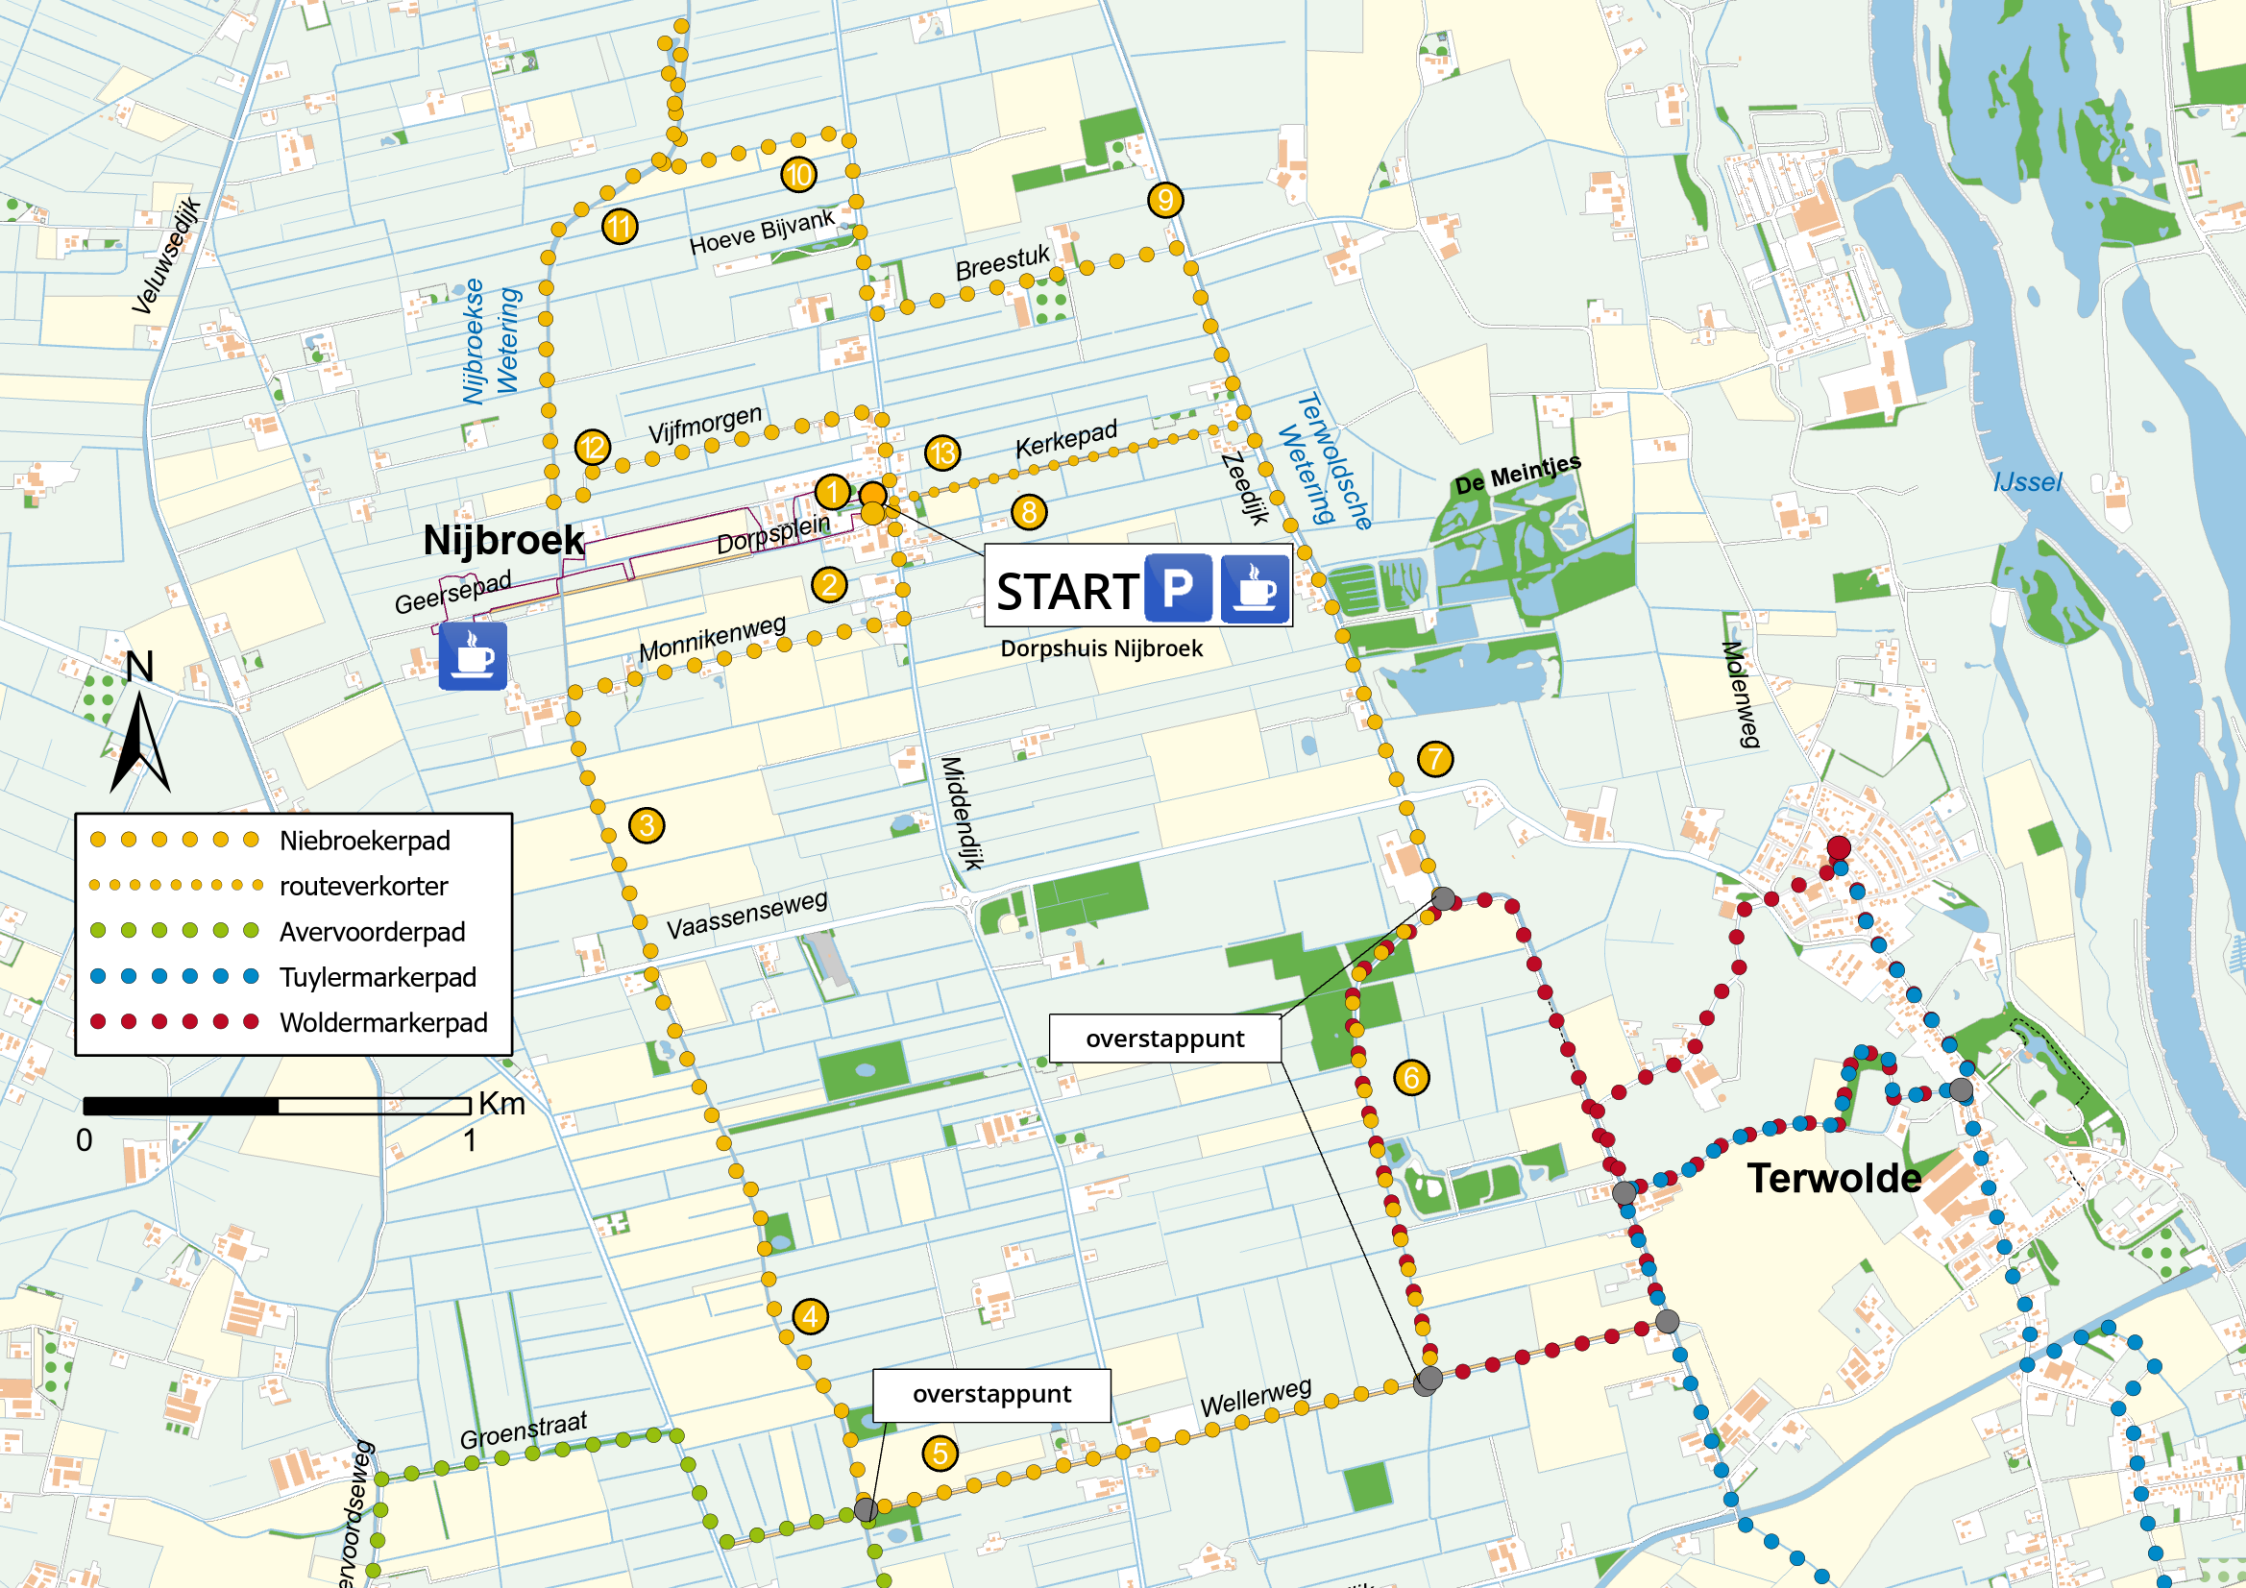 10
11
9
Hoeve Bijvank
Breestuk
Veluwsedijk
Nijbroekse
Wetering
12
Vijfmorgen
13
Kerkepad
Terwoldsche
Wetering
Zeedijk
De Meintjes
IJssel
1
8
Nijbroek
Dorpsplein
Geersepad
2
START P
Dorpshuis Nijbroek
Monnikenweg
N
Molenweg
7
Middendijk
3
Niebroekerpad
routeverkorter
Avervoorderpad
Tuylermarkerpad
Woldermarkerpad
Vaassenseweg
overstappunt
6
Km
0 1
Terwolde
4
overstappunt
Wellerweg
Groenstraat
5
ervoordseweg